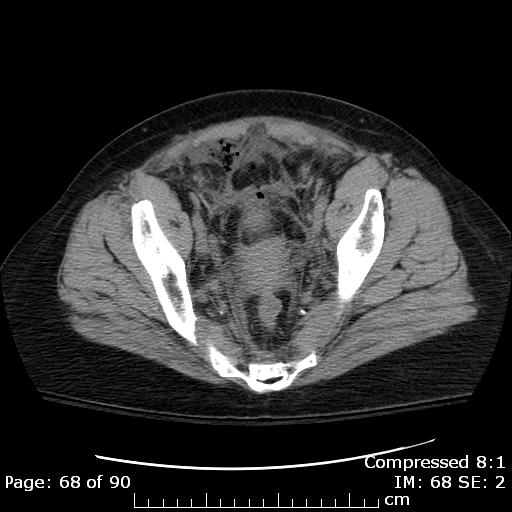 Compressed 8:1
Page: 68 of 90
IM: 68 SE: 2
cm